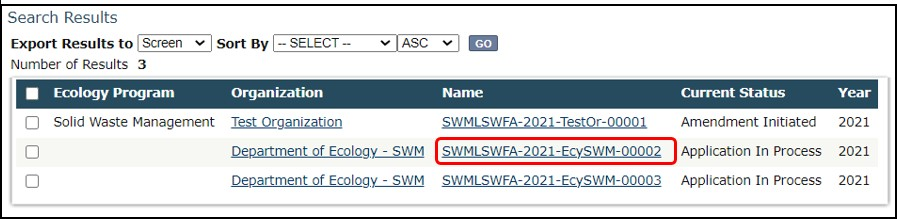 Search Results
Export Results to Screen Sort By -- SELECT -- ASC GO
Number of Results 3
Ecology Program Organization Name Current Status Year
Solid Waste Management Test Organization SWMLSWFA-2021-TestOr-00001 Amendment Initiated 2021
Department of Ecology - SWM SWMLSWFA-2021-EcySWM-00002 Application In Process 2021
Department of Ecology - SWM SWMLSWFA-2021-EcySWM-00003 Application In Process 2021